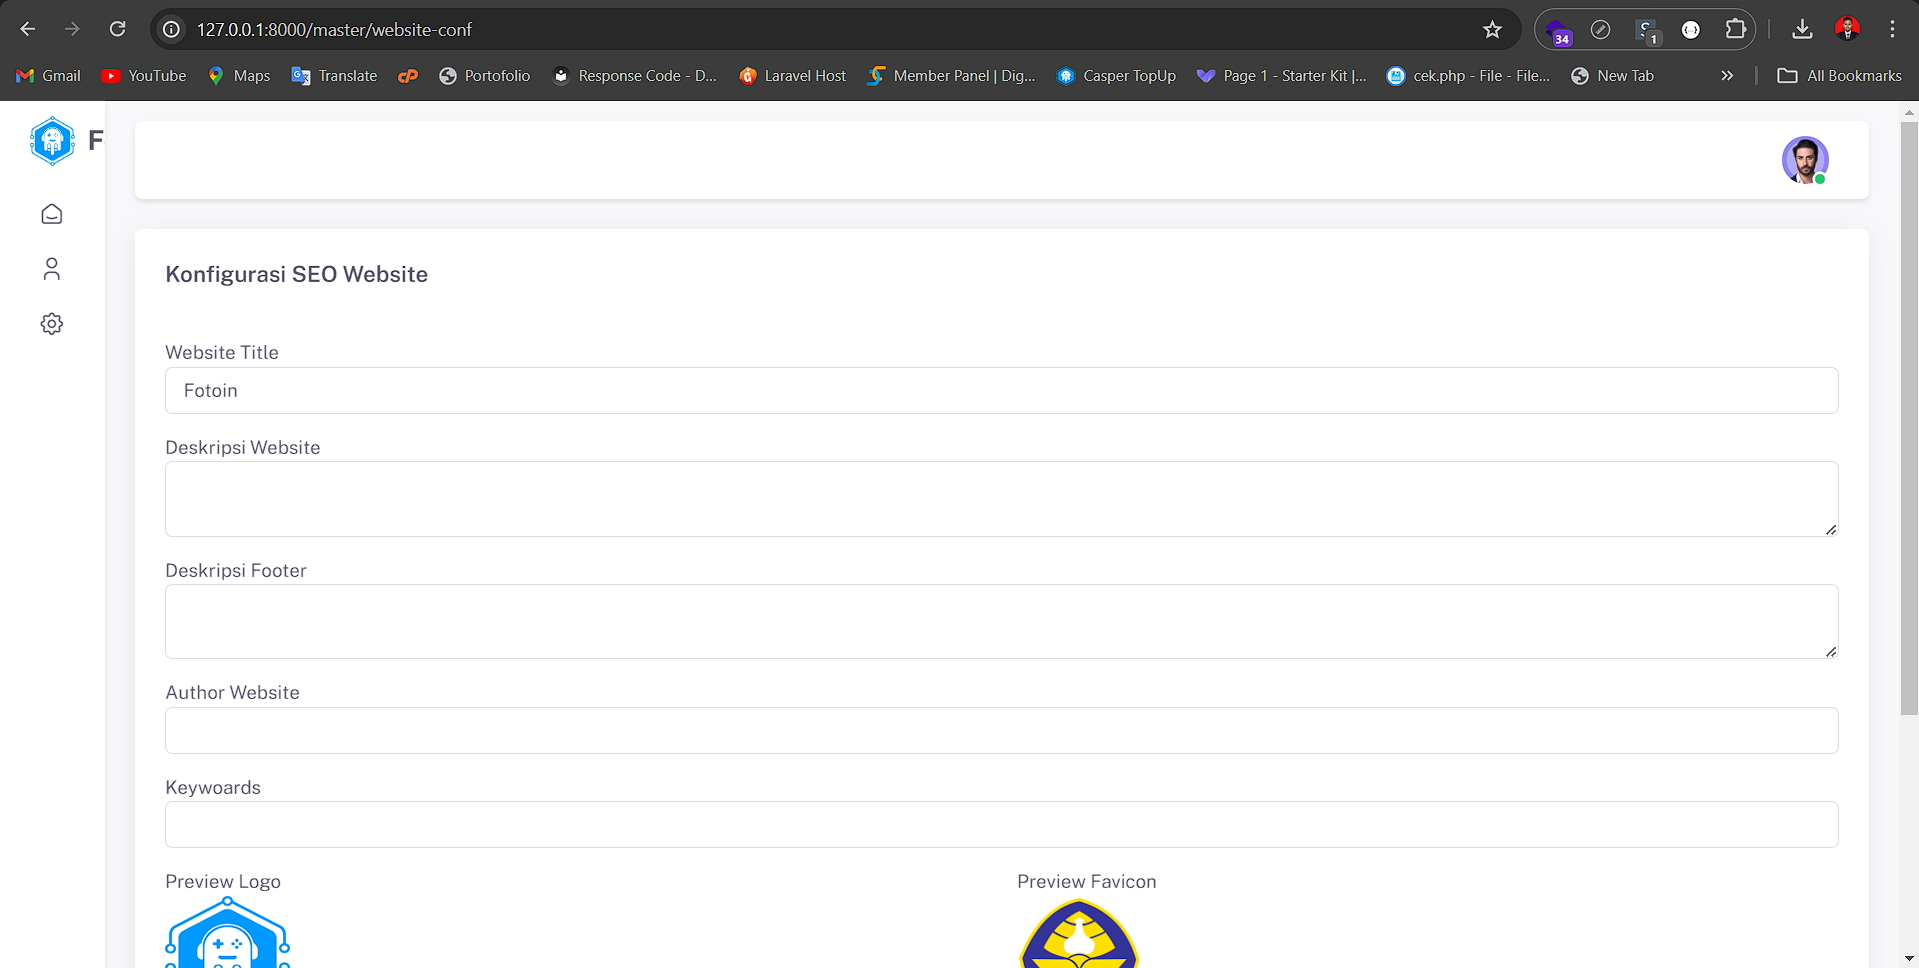 127.0.0.1:8000/master/website-conf
34
1
Gmail
YouTube
Maps
Translate
Portofolio
Response Code - D...
Laravel Host
Member Panel | Dig...
Casper TopUp
Page 1 - Starter Kit |...
cek.php - File - File...
New Tab
All Bookmarks
F
Konfigurasi SEO Website
Website Title
Fotoin
Deskripsi Website
Deskripsi Footer
Author Website
Keywoards
Preview Logo
Preview Favicon